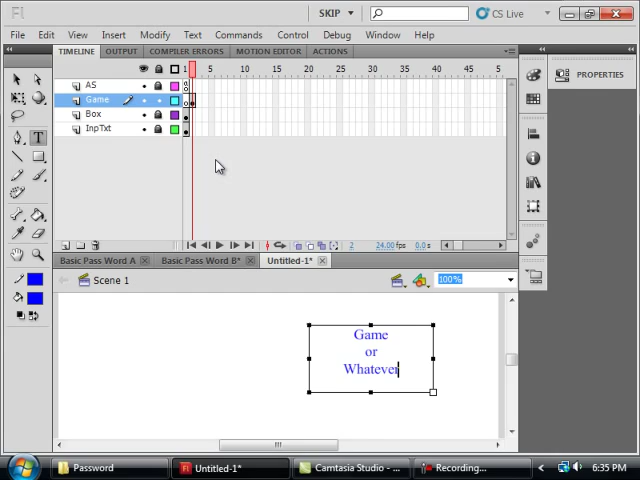 Fl
SKIP
CS Live
File Edit View Insert Modify Text Commands Control Debug Window Help
TIMELINE OUTPUT COMPILER ERRORS MOTION EDITOR ACTIONS
PROPERTIES
1 5 10 15 20 25 30 35 40 45 5
AS
Game
Box
InpTxt
2 24.00 fps 0.0 s
Basic Pass Word A Basic Pass Word B* Untitled-1*
Scene 1 100%
Game
or
Whatever
Password Fl Untitled-1* Camtasia Studio - ... Recording... 6:35 PM